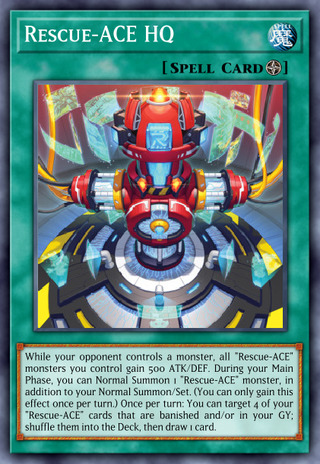 Rescue-ACE HQ
魔
[Spell Card]
While your opponent controls a monster, all "Rescue-ACE"
monsters you control gain 500 ATK/DEF. During your Main
Phase, you can Normal Summon 1 "Rescue-ACE" monster, in
addition to your Normal Summon/Set. (You can only gain this
effect once per turn.) Once per turn: You can target 4 of your
"Rescue-ACE" cards that are banished and/or in your GY;
shuffle them into the Deck, then draw 1 card.